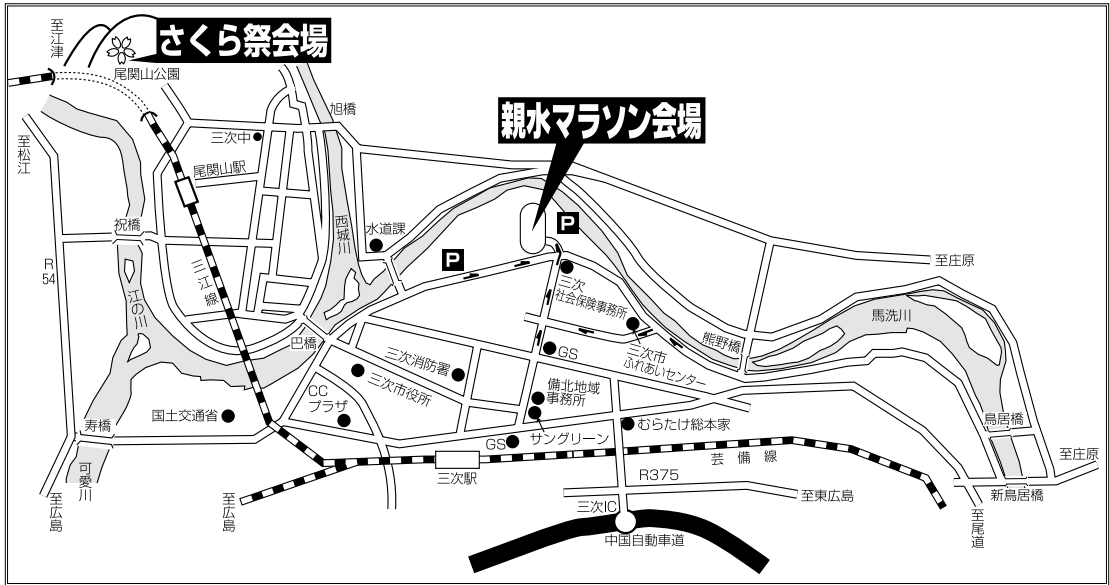 至江津
さくら祭会場
尾関山公園
旭橋
親水マラソン会場
三次中
至松江
尾関山駅
祝橋
西城川
水道課
P
P
R
54
三江線
至庄原
江の川
三次
社会保険事務所
馬洗川
巴橋
熊野橋
三次消防署
GS
三次市
ふれあいセンター
三次市役所
CC
プラザ
備北地域
事務所
国土交通省
寿橋
サングリーン
むらたけ総本家
鳥居橋
GS
芸備線
至庄原
可愛川
三次駅
R375
新鳥居橋
至広島
至広島
三次IC
至東広島
至尾道
中国自動車道